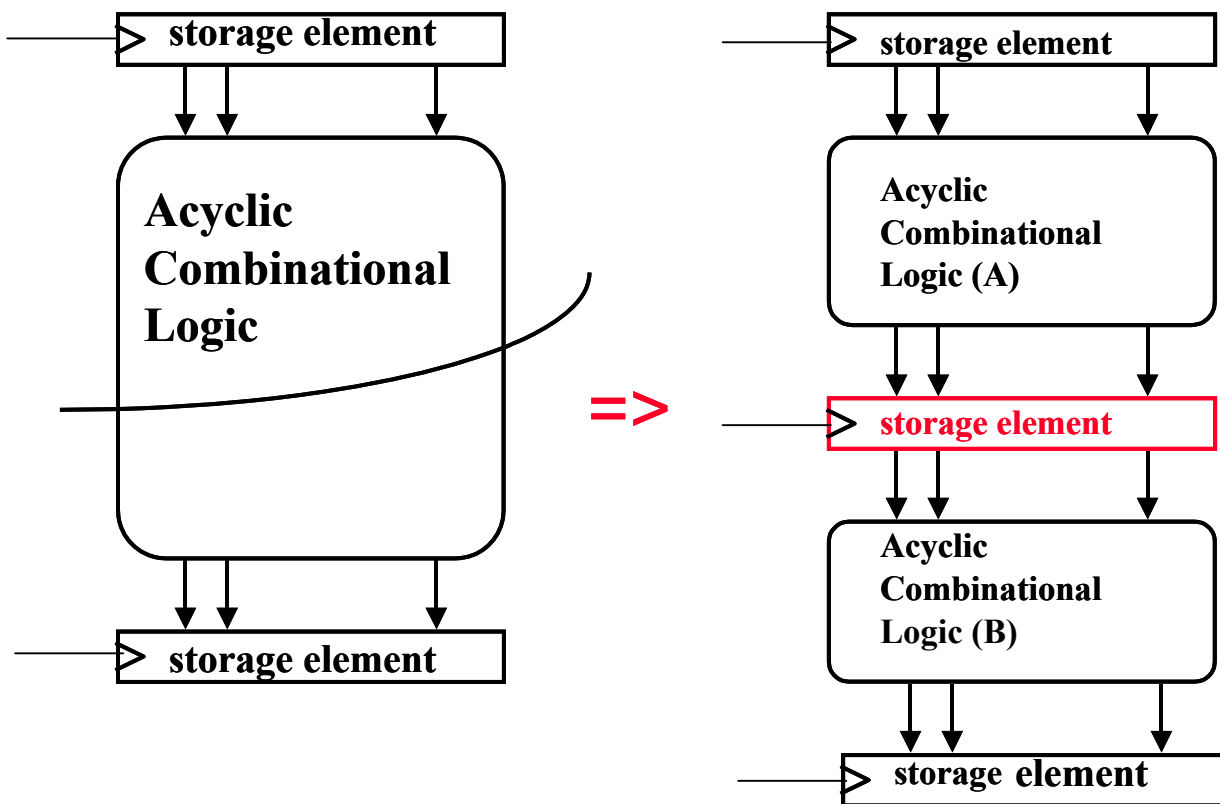 storage element
Acyclic
Combinational
Logic
storage element
=>
storage element
Acyclic
Combinational
Logic (A)
storage element
Acyclic
Combinational
Logic (B)
storage element